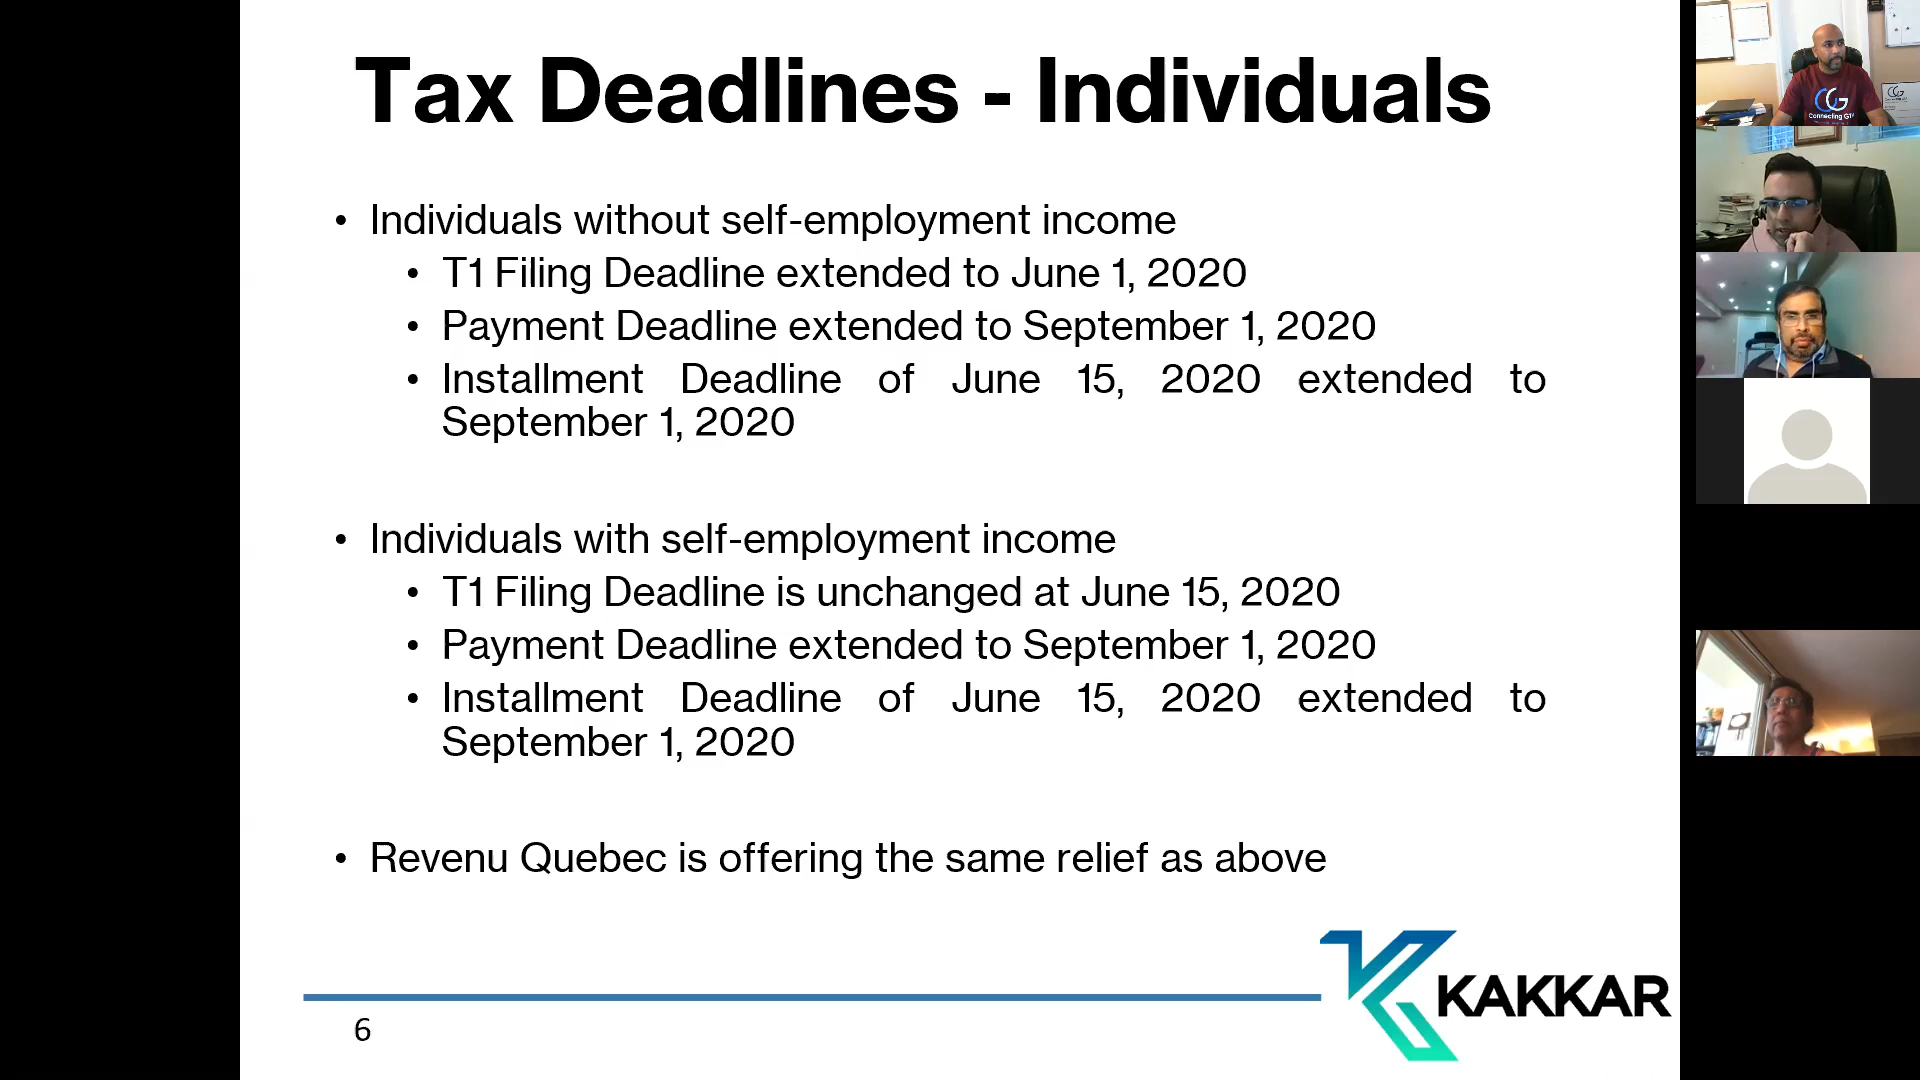 Tax Deadlines - Individuals
• Individuals without self-employment income
• T1 Filing Deadline extended to June 1, 2020
• Payment Deadline extended to September 1, 2020
• Installment Deadline of June 15, 2020 extended to
September 1, 2020
• Individuals with self-employment income
• T1 Filing Deadline is unchanged at June 15, 2020
• Payment Deadline extended to September 1, 2020
• Installment Deadline of June 15, 2020 extended to
September 1, 2020
• Revenu Quebec is offering the same relief as above
KAKKAR
6
CG
Connecting GTA